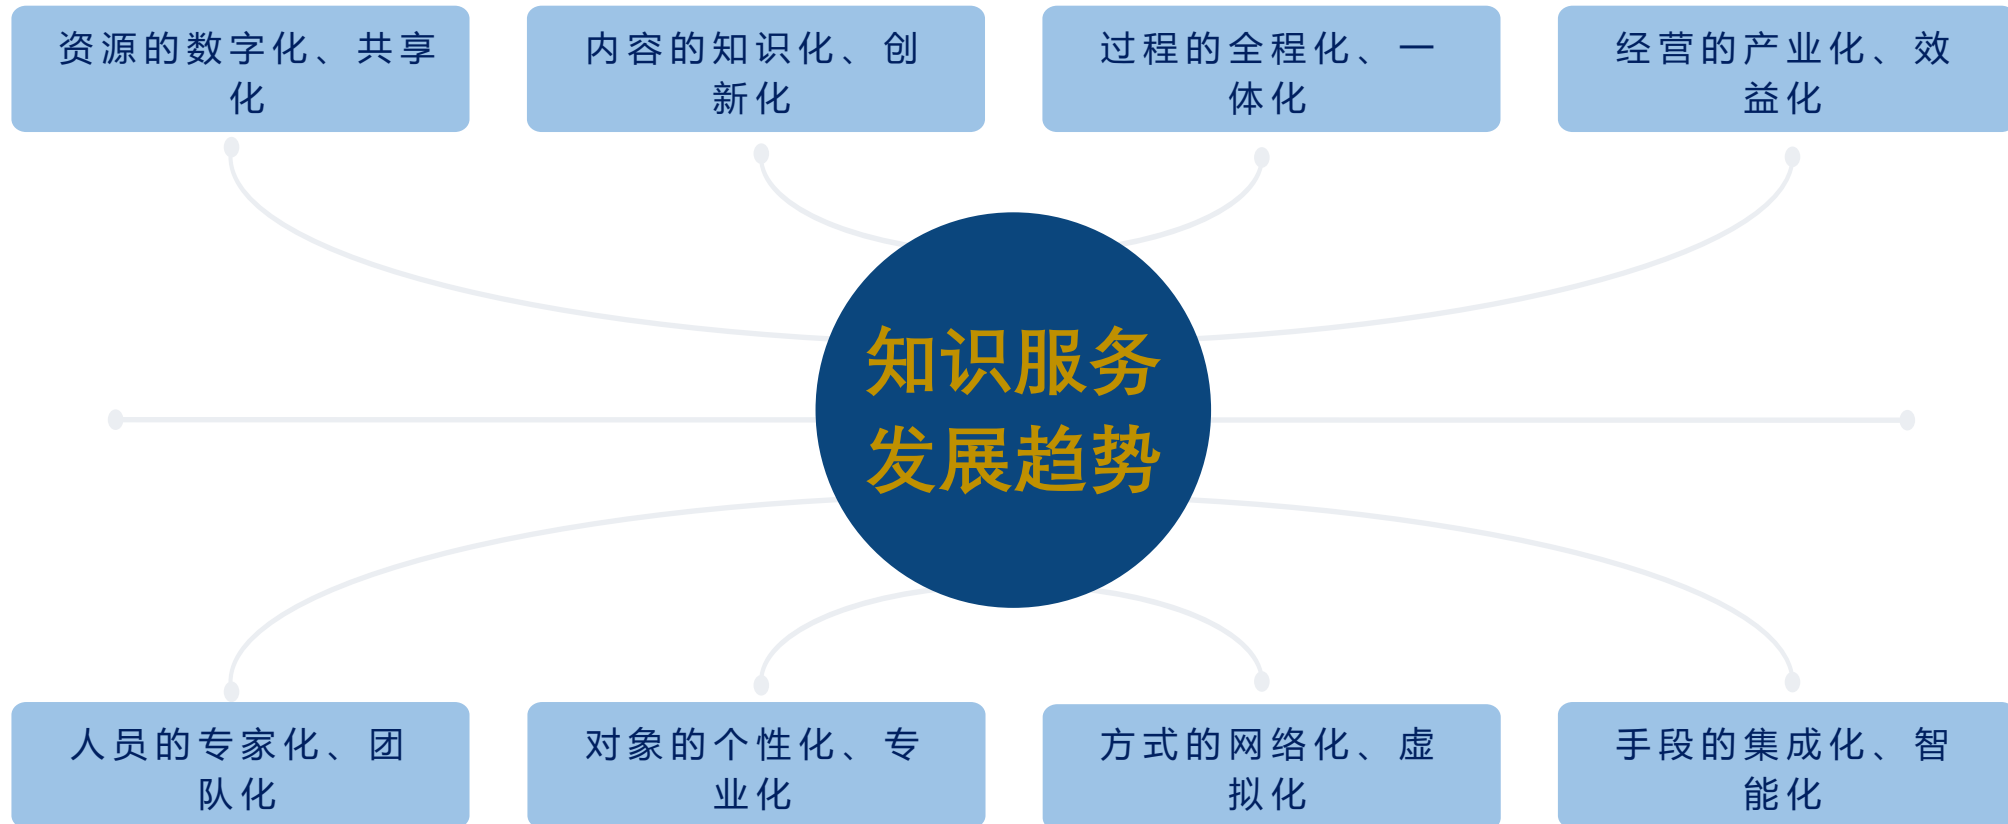 资源的数字化、共享
化
内容的知识化、创
新化
过程的全程化、一
体化
经营的产业化、效
益化
知识服务
发展趋势
人员的专家化、团
队化
对象的个性化、专
业化
方式的网络化、虚
拟化
手段的集成化、智
能化